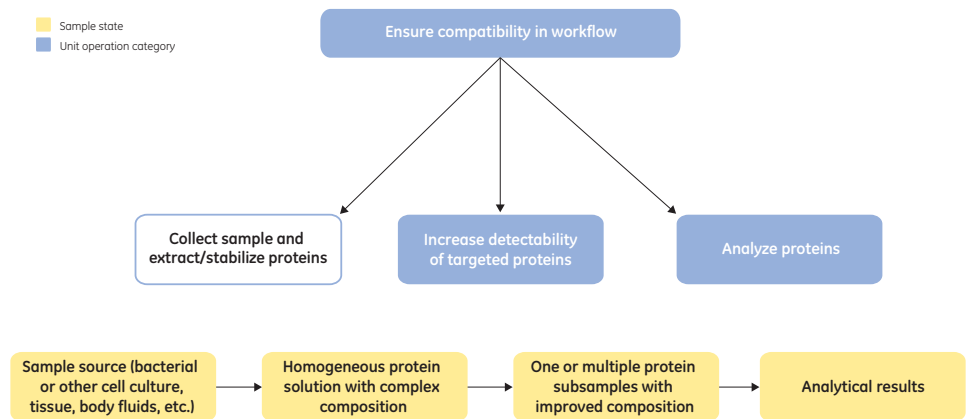 Sample state
Unit operation category
Ensure compatibility in workflow
Collect sample and
extract/stabilize proteins
Increase detectability
of targeted proteins
Analyze proteins
Sample source (bacterial
or other cell culture,
tissue, body fluids, etc.)
Homogeneous protein
solution with complex
composition
One or multiple protein
subsamples with
improved composition
Analytical results